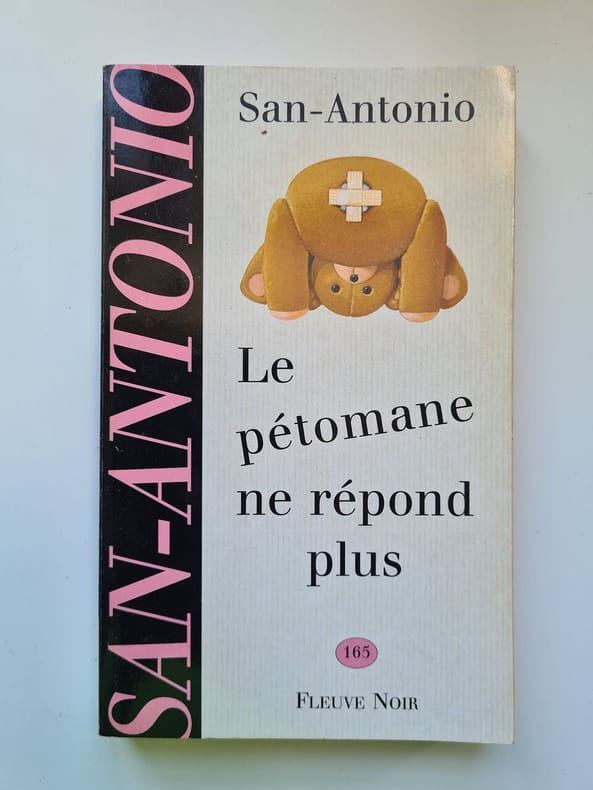 SAN-ANTONIO
San-Antonio
Le
pétomane
ne répond
plus
165
FLEUVE NOIR